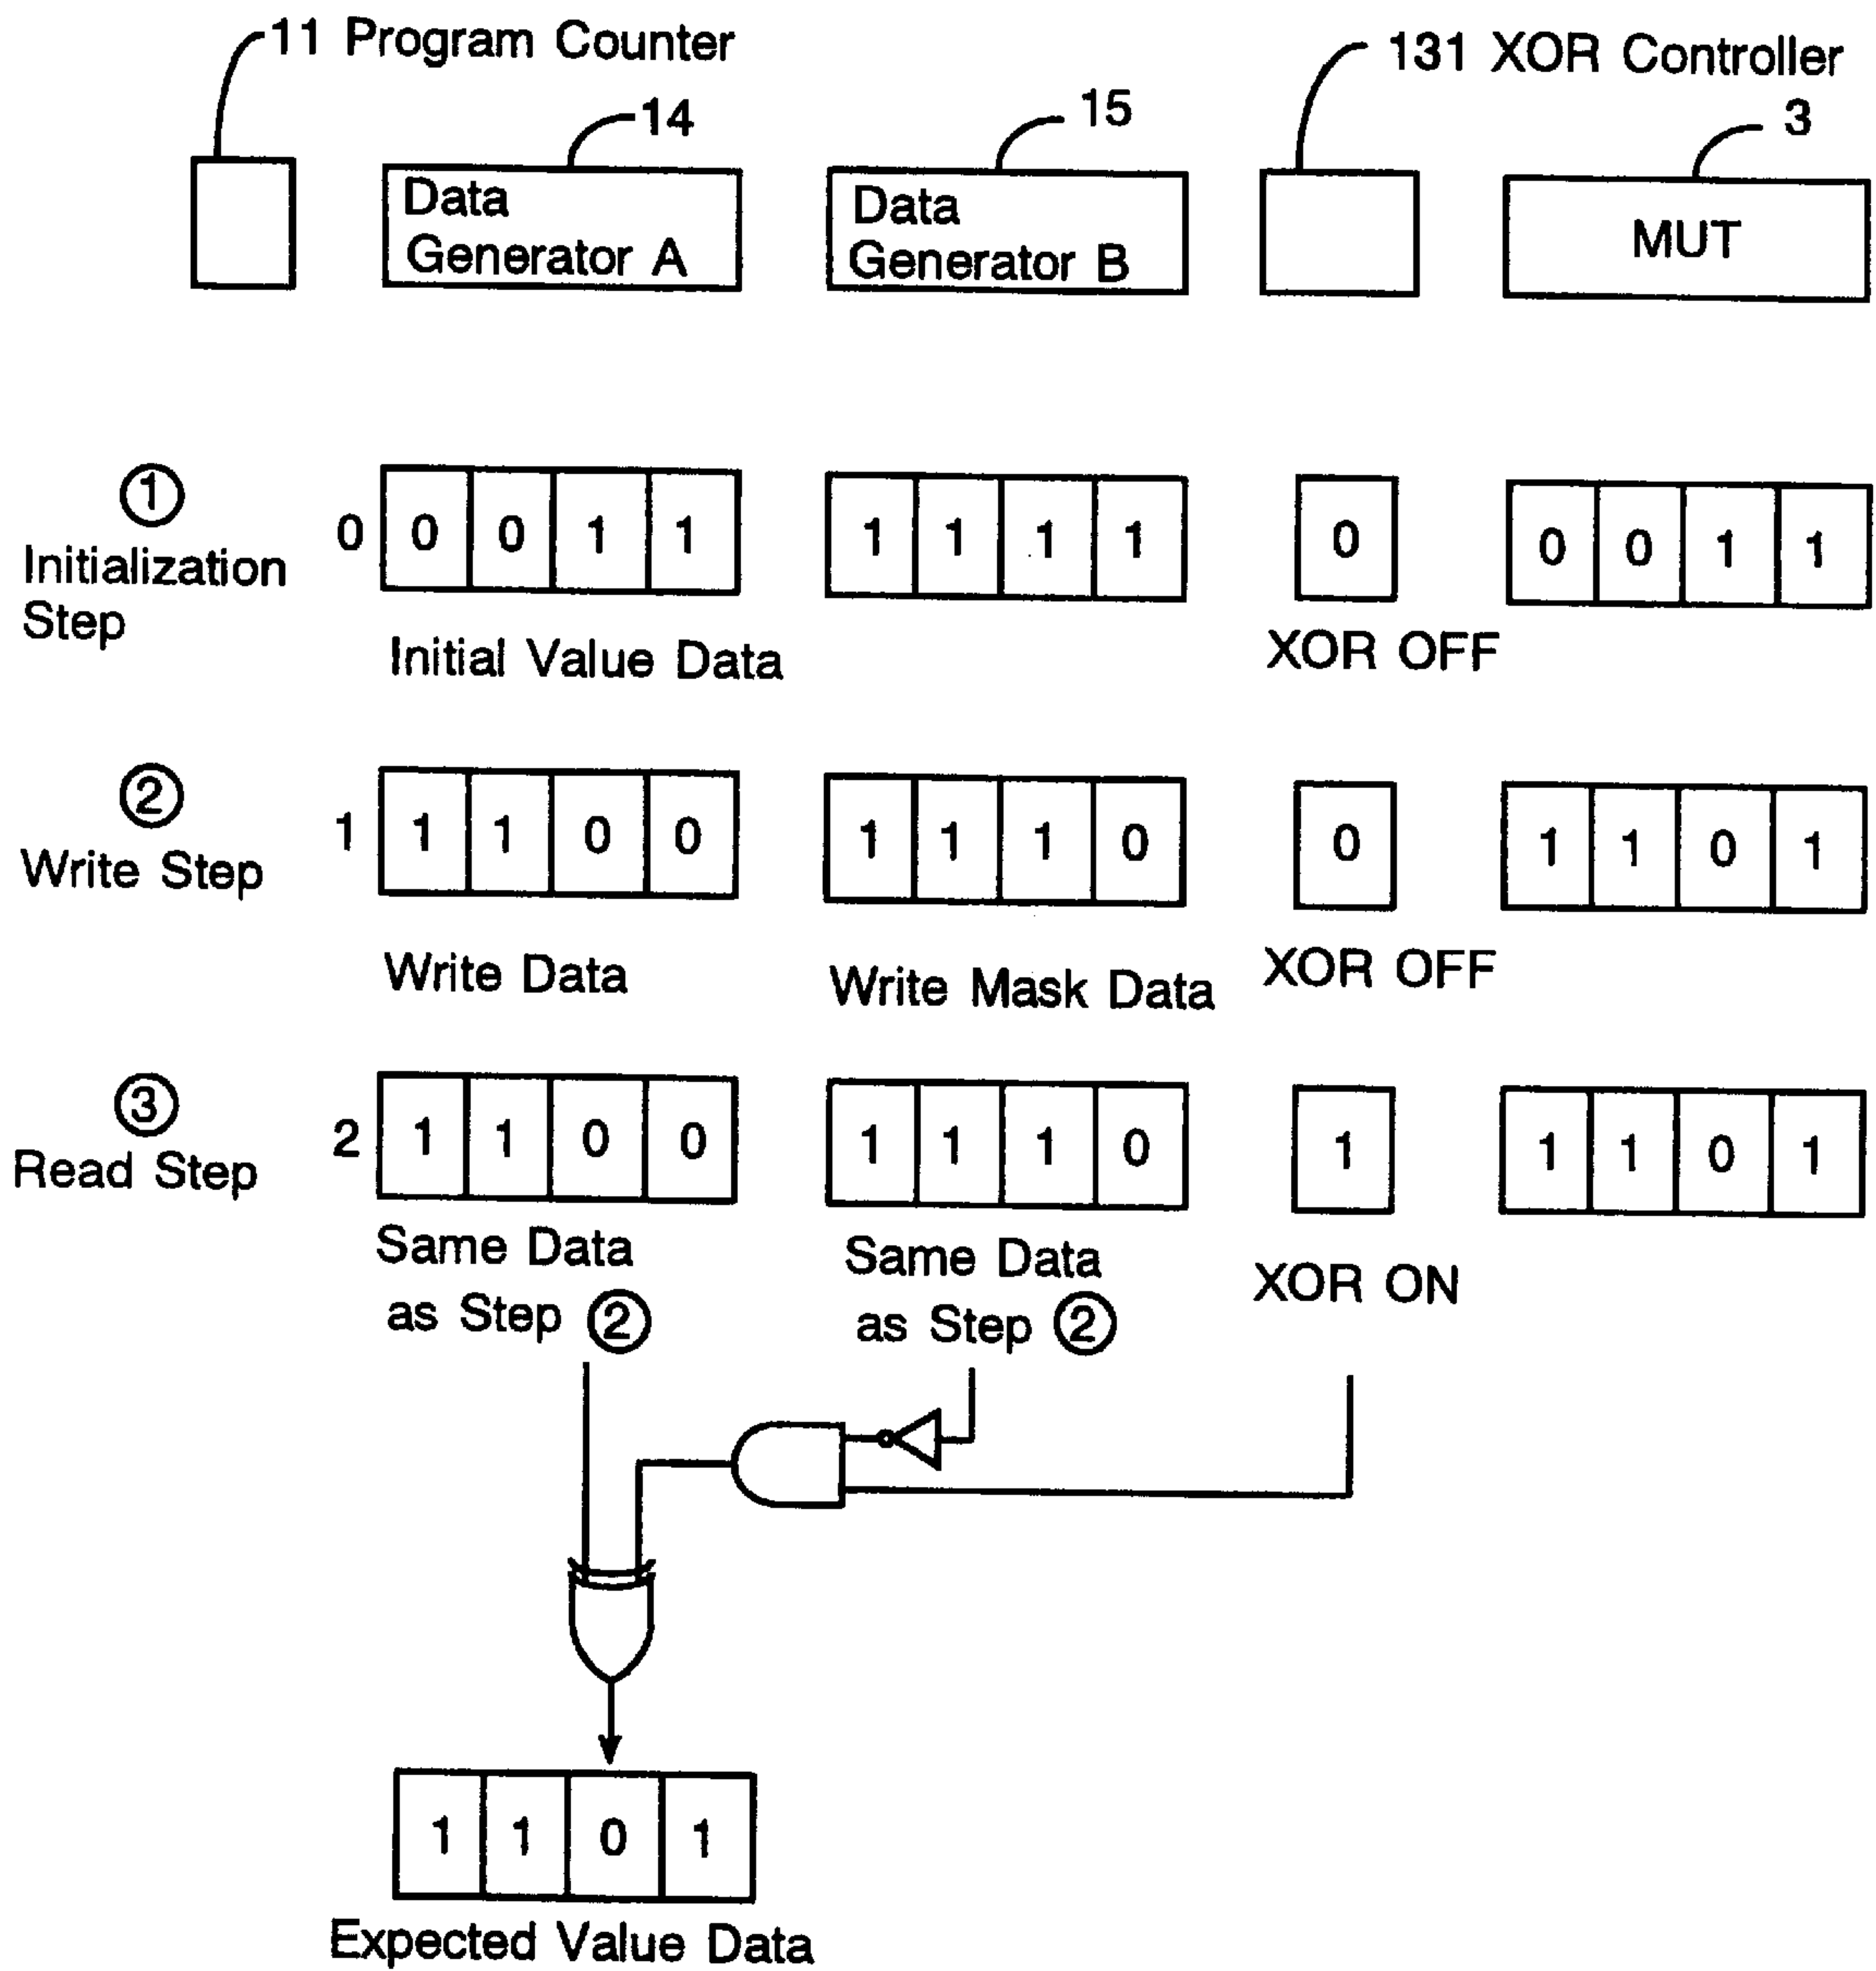 11 Program Counter
131 XOR Controller
14
15
3
Data
Generator A
Data
Generator B
MUT
①
Initialization
Step
0 0 0 1 1
1 1 1 1
0
0 0 1 1
Initial Value Data
XOR OFF
②
Write Step
1 1 1 0 0
1 1 1 0
0
1 1 0 1
Write Data
Write Mask Data
XOR OFF
③
Read Step
2 1 1 0 0
1 1 1 0
1
1 1 0 1
Same Data
as Step ②
Same Data
as Step ②
XOR ON
1 1 0 1
Expected Value Data